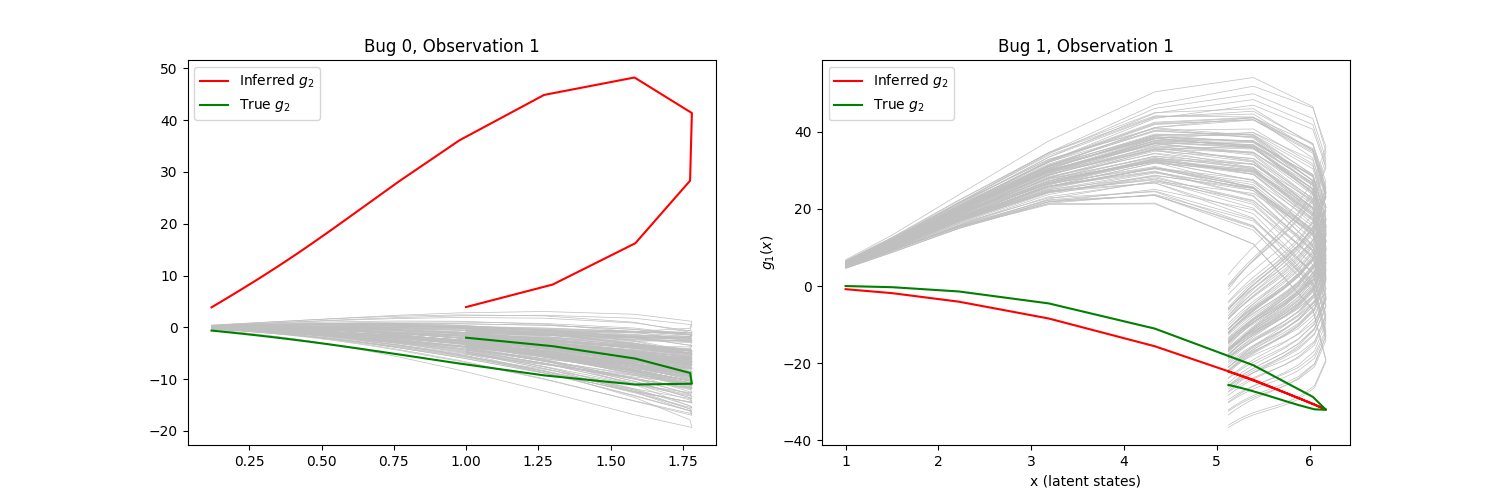 Bug 0, Observation 1
Inferred g₂
True g₂
50
40
30
20
10
0
−10
−20
0.25 0.50 0.75 1.00 1.25 1.50 1.75
Bug 1, Observation 1
Inferred g₂
True g₂
g₁(x)
40
20
0
−20
−40
1 2 3 4 5 6
x (latent states)